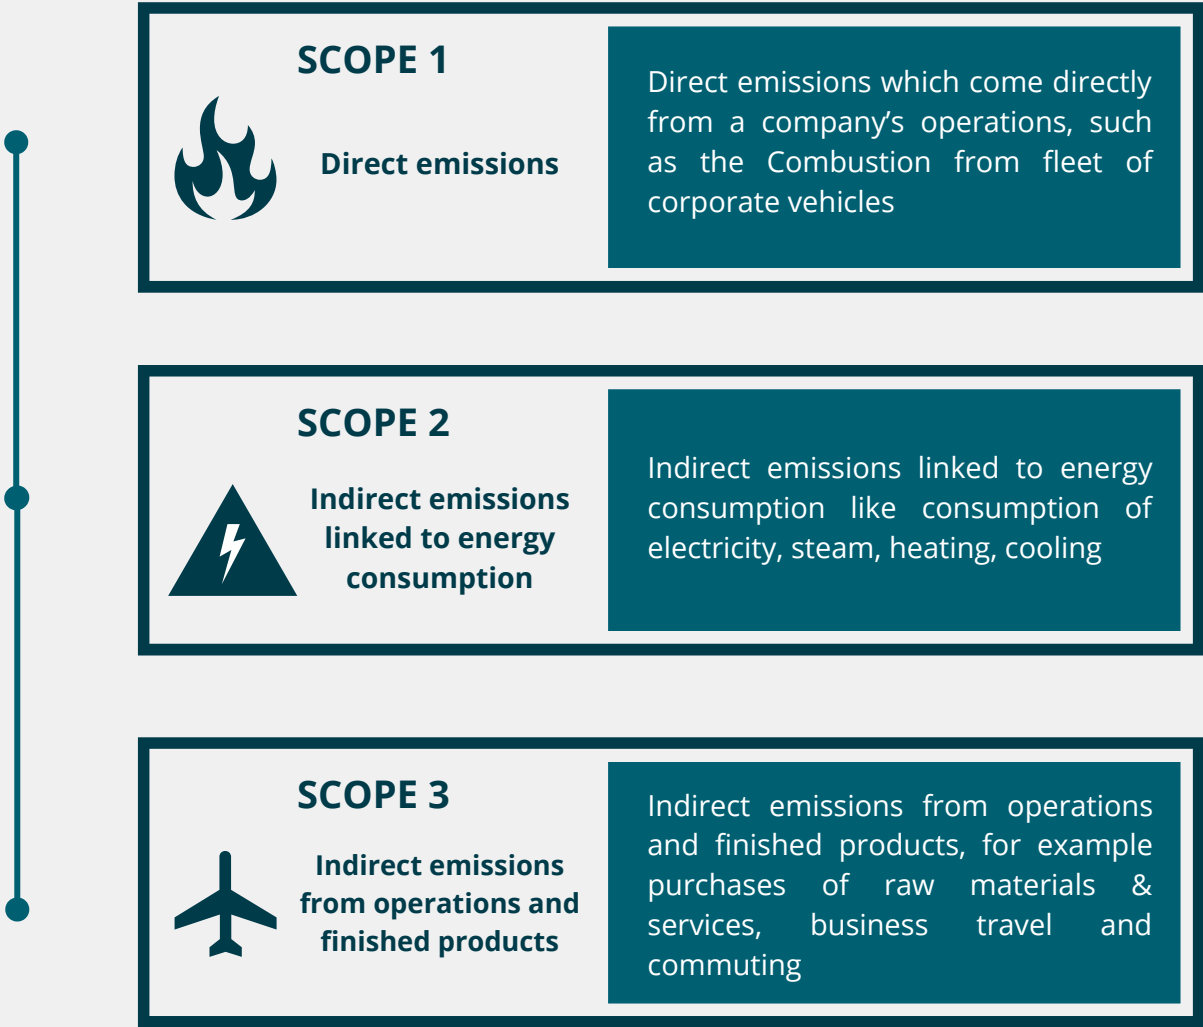 SCOPE 1
Direct emissions
Direct emissions which come directly
from a company’s operations, such
as the Combustion from fleet of
corporate vehicles
SCOPE 2
Indirect emissions
linked to energy
consumption
Indirect emissions linked to energy
consumption like consumption of
electricity, steam, heating, cooling
SCOPE 3
Indirect emissions
from operations and
finished products
Indirect emissions from operations
and finished products, for example
purchases of raw materials &
services, business travel and
commuting